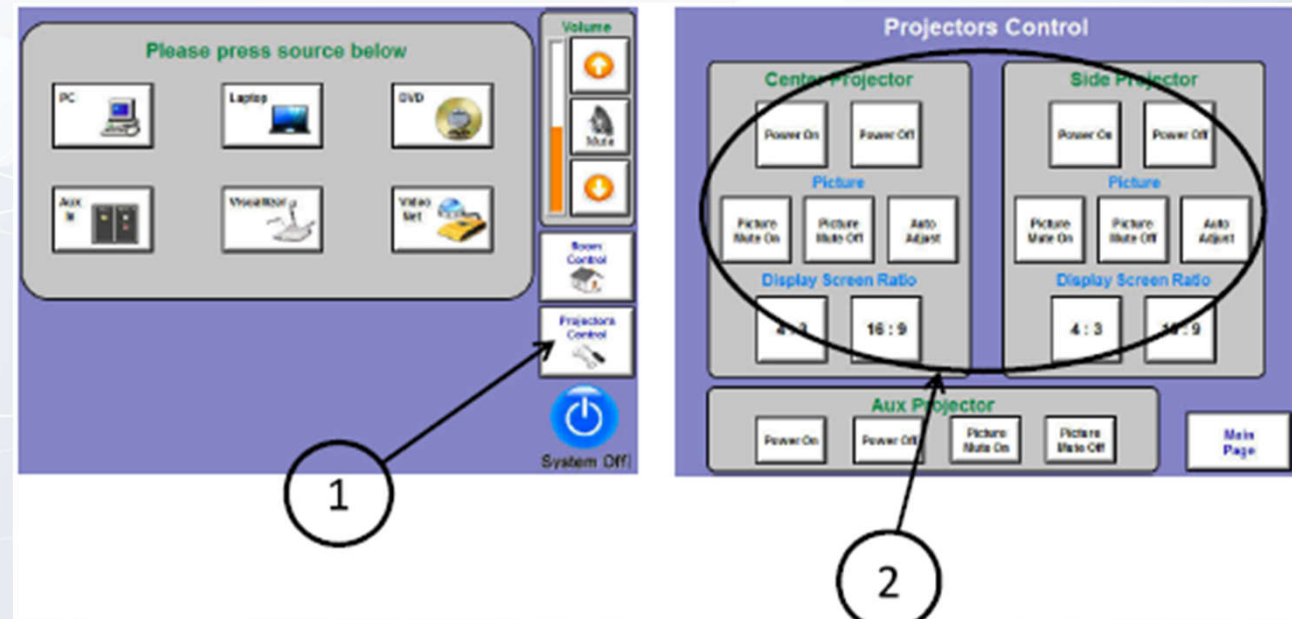 Please press source below
PC
Laptop
DVD
Aux
In
Visualizer
Video
Net
Volume
Mute
Room
Control
Projectors
Control
System Off
1
Projectors Control
Center Projector
Power On
Power Off
Picture
Picture
Mute On
Picture
Mute Off
Auto
Adjust
Display Screen Ratio
4 : 3
16 : 9
Side Projector
Power On
Power Off
Picture
Picture
Mute On
Picture
Mute Off
Auto
Adjust
Display Screen Ratio
4 : 3
16 : 9
Aux Projector
Power On
Power Off
Picture
Mute On
Picture
Mute Off
Main
Page
2